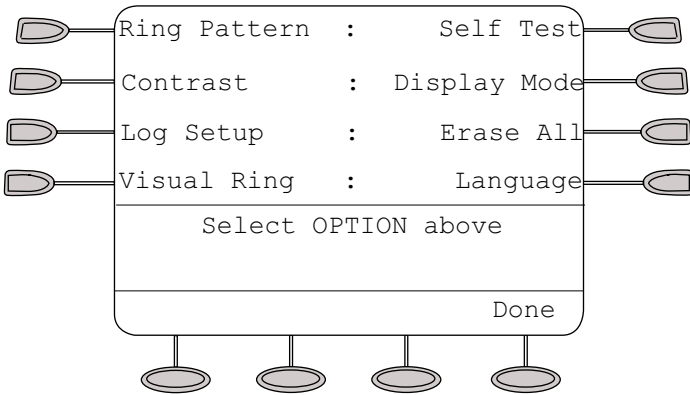 Ring Pattern : Self Test
Contrast : Display Mode
Log Setup : Erase All
Visual Ring : Language
Select OPTION above
Done